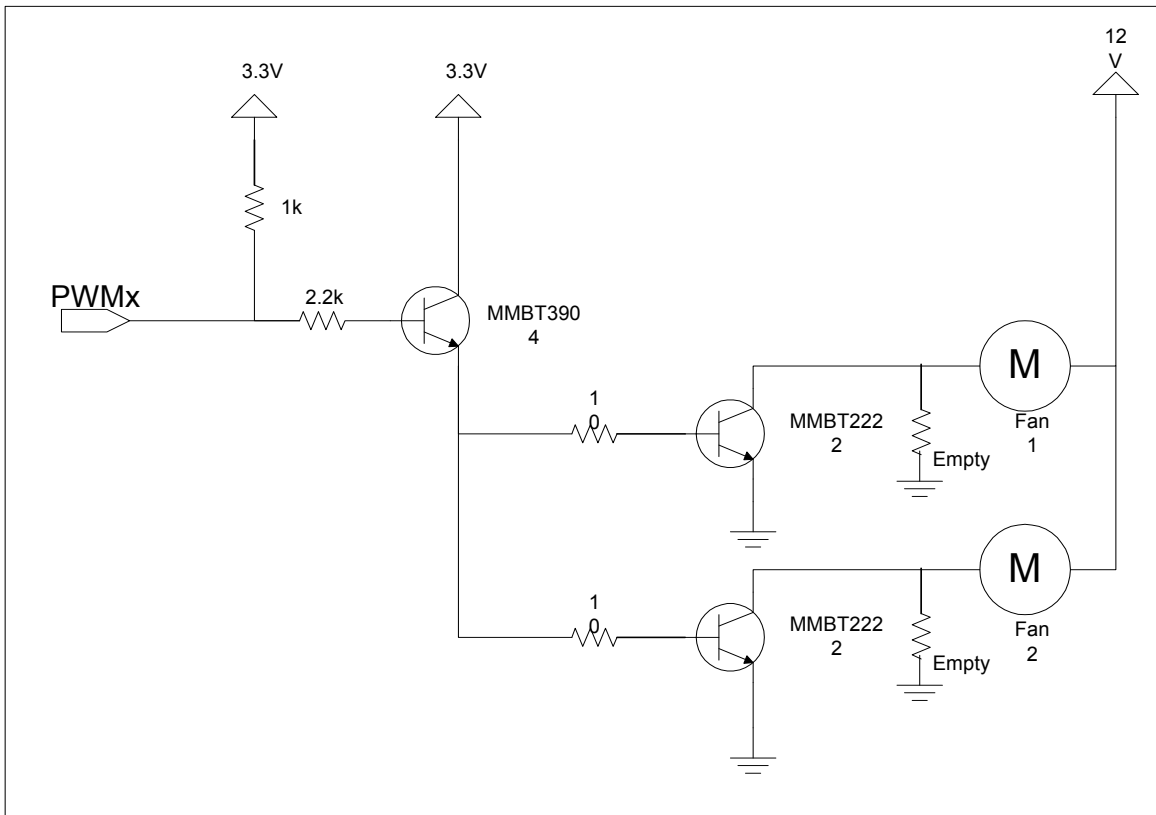 3.3V
3.3V
12
V
1k
PWMx
2.2k
MMBT390
4
1
0
MMBT222
2
M
Fan
1
Empty
1
0
MMBT222
2
M
Fan
2
Empty